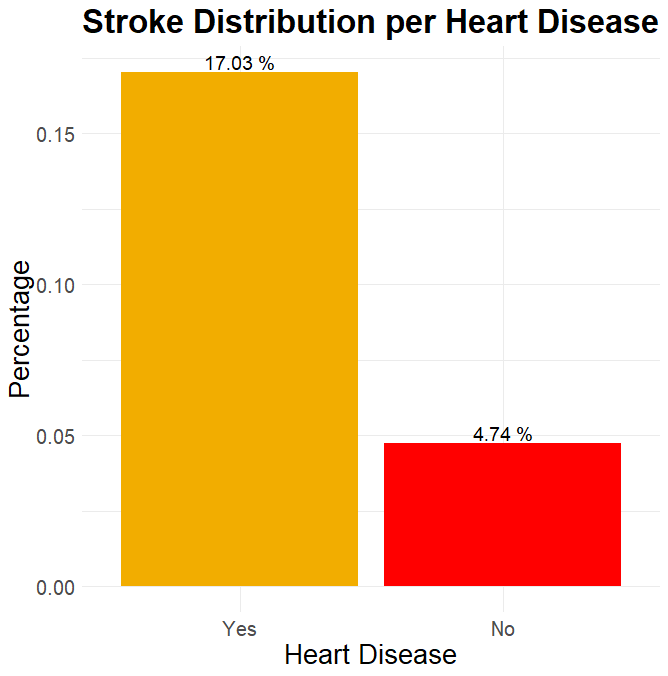 Stroke Distribution per Heart Disease
17.03 %
0.15
0.10
Percentage
0.05
4.74 %
0.00
Yes
No
Heart Disease